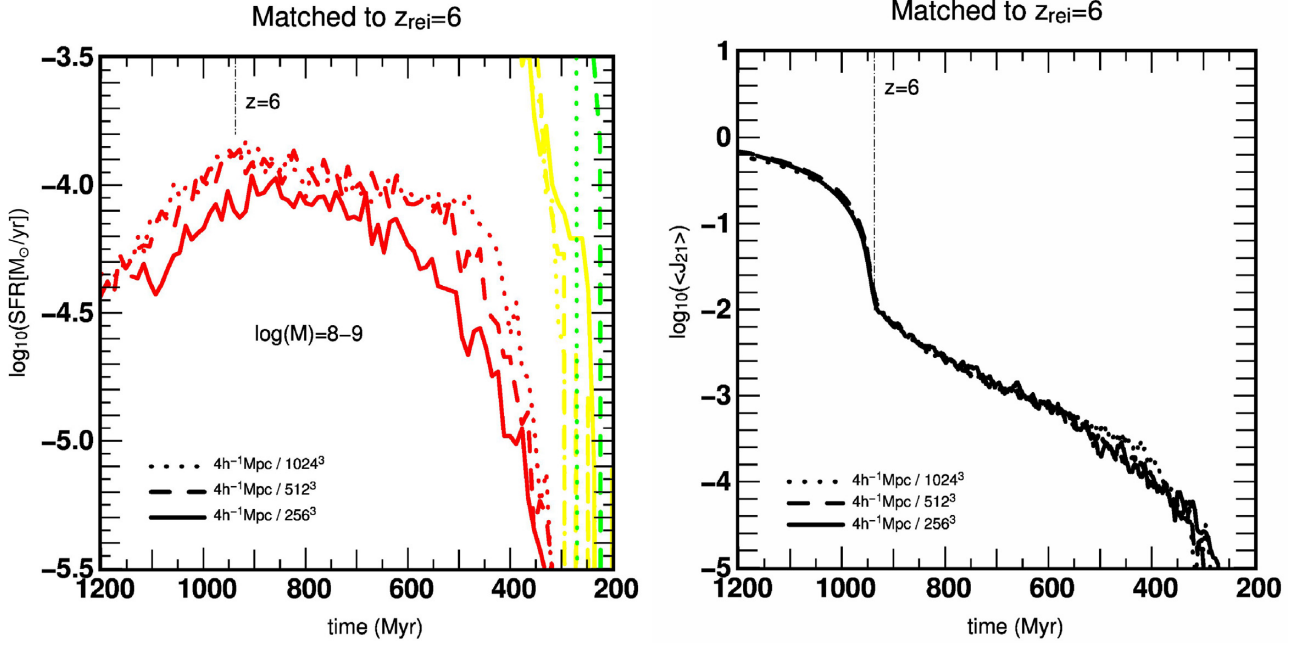 Matched to z_rei=6
−3.5
−4.0
−4.5
−5.0
−5.5
log₁₀(SFR[M☉/yr])
z=6
log(M)=8−9
4h⁻¹Mpc / 1024³
4h⁻¹Mpc / 512³
4h⁻¹Mpc / 256³
1200 1000 800 600 400 200
time (Myr)
Matched to z_rei=6
1
0
−1
−2
−3
−4
−5
log₁₀(<J₂₁>)
z=6
4h⁻¹Mpc / 1024³
4h⁻¹Mpc / 512³
4h⁻¹Mpc / 256³
1200 1000 800 600 400 200
time (Myr)